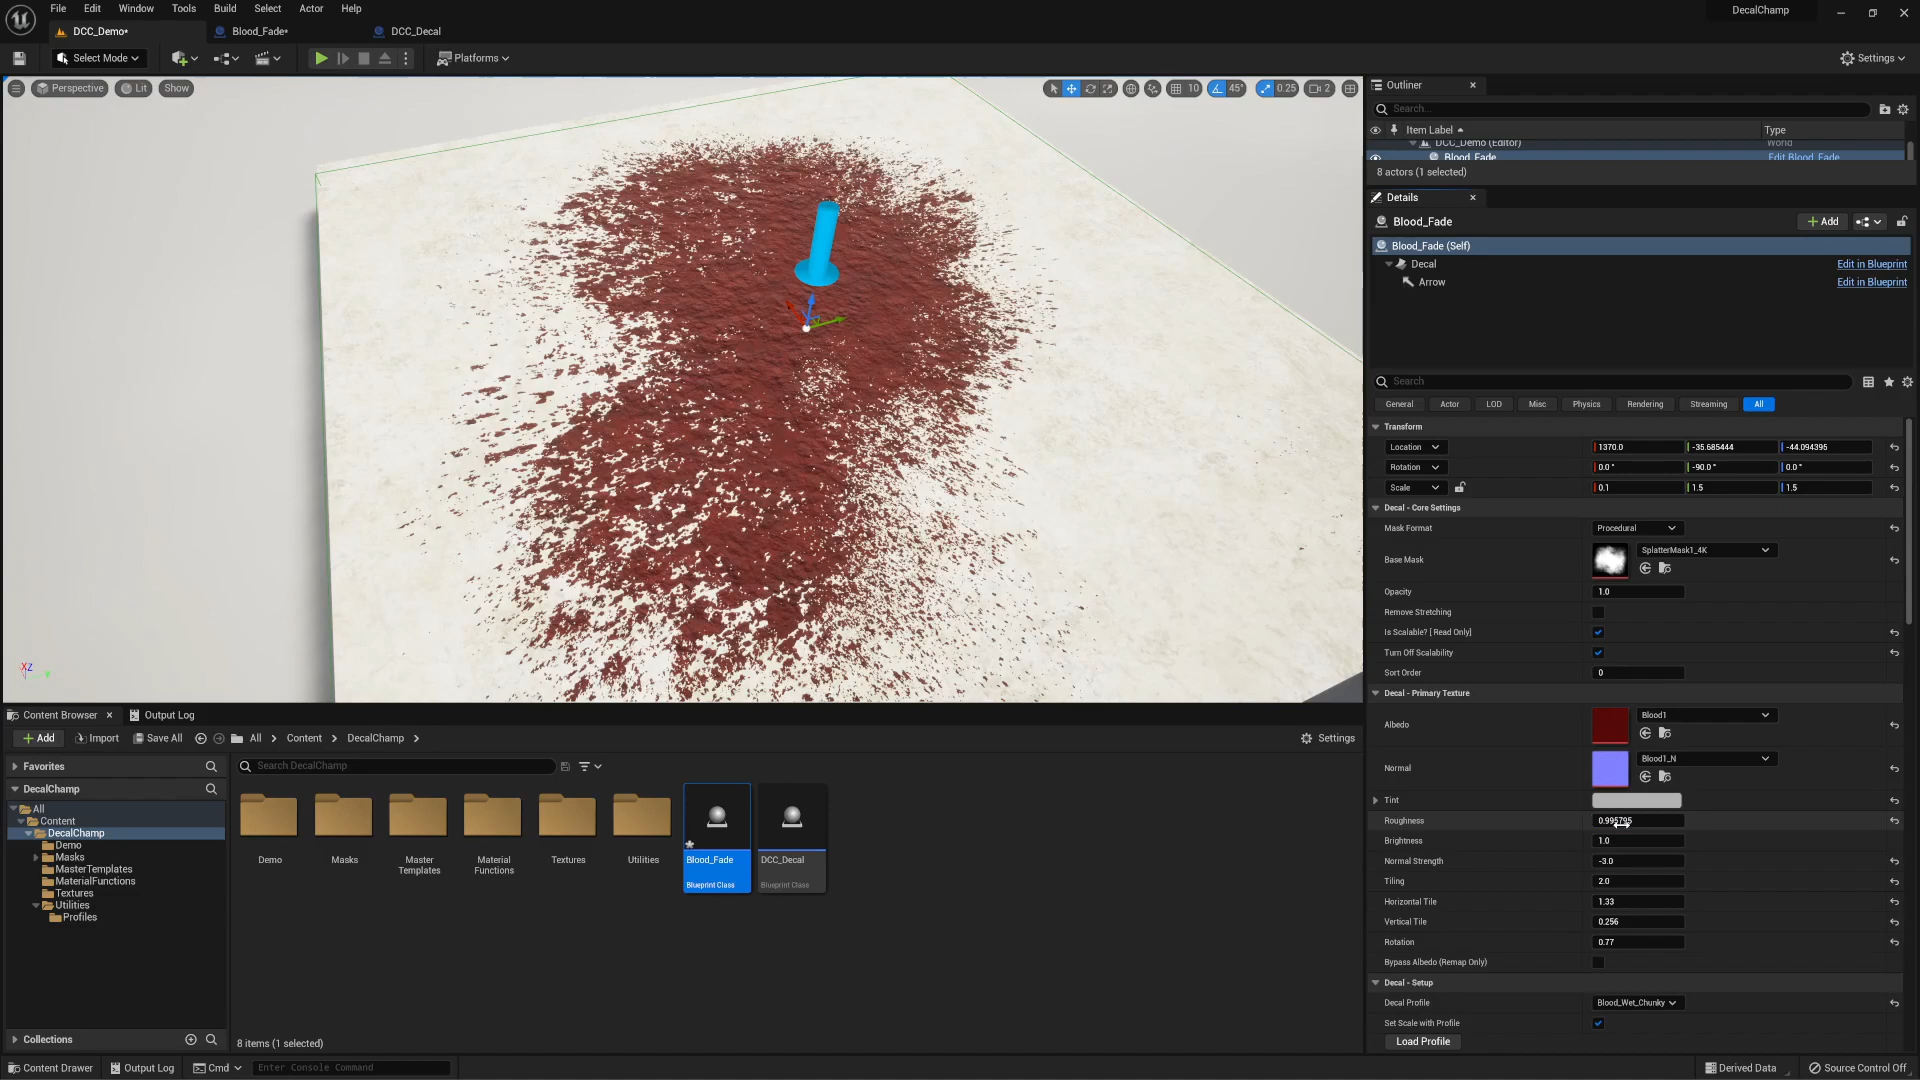 File Edit Window Tools Build Select Actor Help
DecalChamp
DCC_Demo*
Blood_Fade*
DCC_Decal
Select Mode
Platforms
Settings
Perspective
Lit
Show
10
45°
0.25
2
Outliner
Search...
Item Label
Type
DCC_Demo (Editor)
World
Blood_Fade
Edit Blood_Fade
8 actors (1 selected)
Details
Blood_Fade
Add
Blood_Fade (Self)
Decal
Edit in Blueprint
Arrow
Edit in Blueprint
Search
General
Actor
LOD
Misc
Physics
Rendering
Streaming
All
Transform
Location 1370.0 -35.685444 -44.094395
Rotation 0.0 ° -90.0 ° 0.0 °
Scale 0.1 1.5 1.5
Decal - Core Settings
Mask Format Procedural
Base Mask SplatterMask1_4K
Opacity 1.0
Remove Stretching
Is Scalable? [ Read Only]
Turn Off Scalability
Sort Order 0
Decal - Primary Texture
Albedo Blood1
Normal Blood1_N
Tint
Roughness 0.995795
Brightness 1.0
Normal Strength -3.0
Tiling 2.0
Horizontal Tile 1.33
Vertical Tile 0.256
Rotation 0.77
Bypass Albedo (Remap Only)
Decal - Setup
Decal Profile Blood_Wet_Chunky
Set Scale with Profile
Load Profile
XZ
Y
Content Browser
Output Log
Add
Import
Save All
All
Content
DecalChamp
Settings
Favorites
Search DecalChamp
DecalChamp
All
Content
DecalChamp
Demo
Masks
MasterTemplates
MaterialFunctions
Textures
Utilities
Profiles
Collections
Demo
Masks
Master
Templates
Material
Functions
Textures
Utilities
Blood_Fade
Blueprint Class
DCC_Decal
Blueprint Class
8 items (1 selected)
Content Drawer
Output Log
Cmd
Enter Console Command
Derived Data
Source Control Off